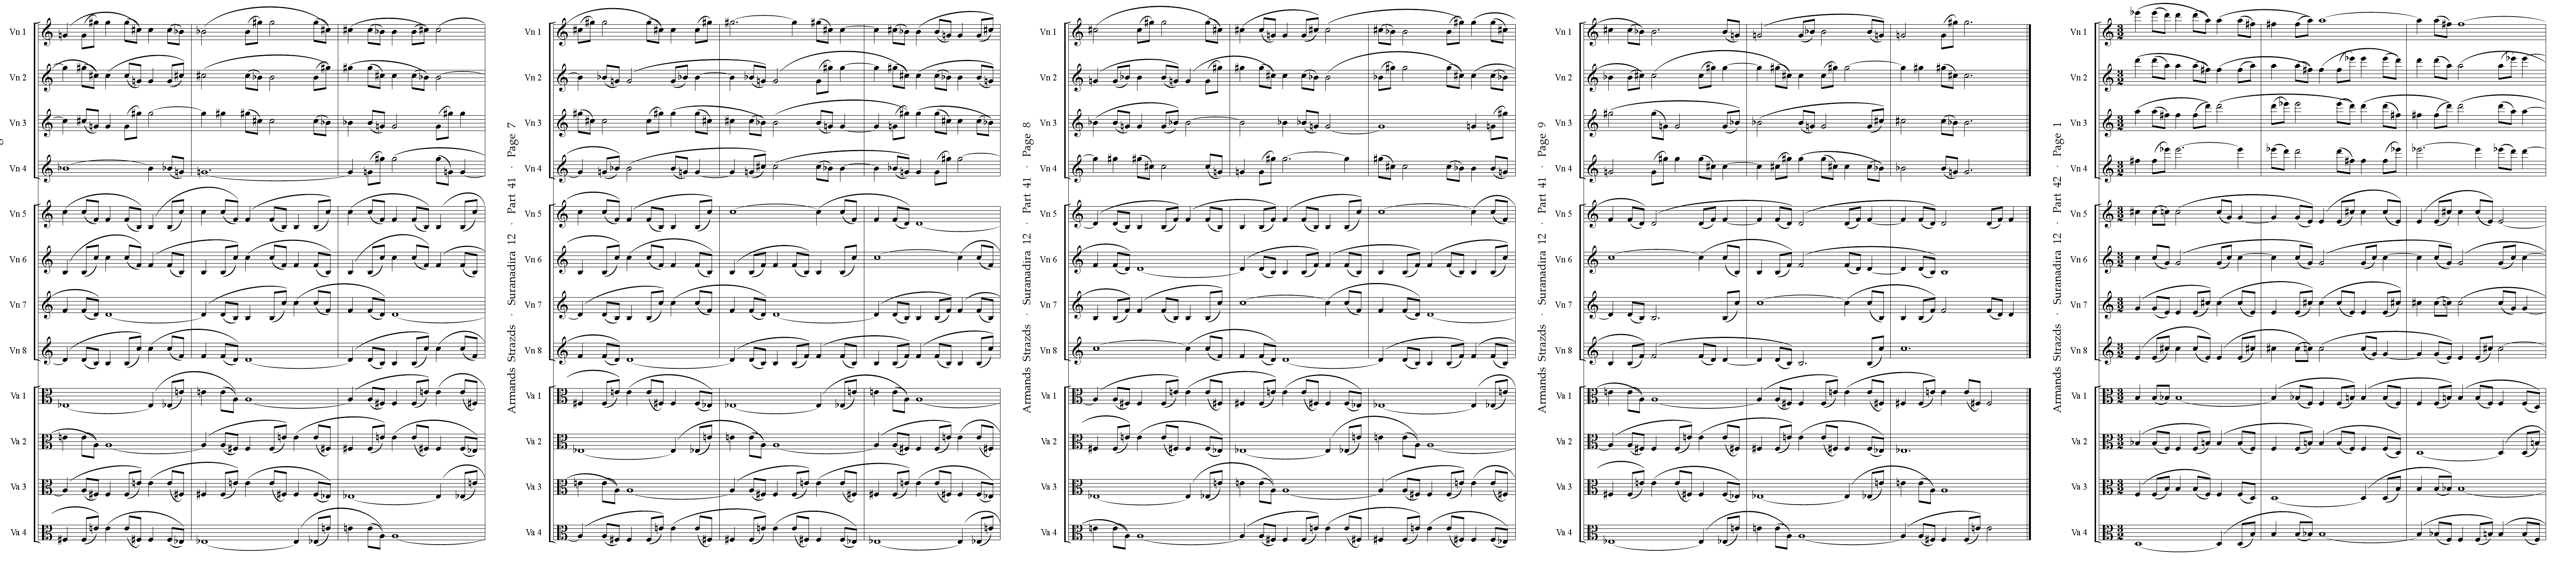 Vn 1
Vn 2
Vn 3
Vn 4
Vn 5
Vn 6
Vn 7
Vn 8
Va 1
Va 2
Va 3
Va 4
Armands Strazds · Suranadira 12 · Part 41 · Page 7
Vn 1
Vn 2
Vn 3
Vn 4
Vn 5
Vn 6
Vn 7
Vn 8
Va 1
Va 2
Va 3
Va 4
Armands Strazds · Suranadira 12 · Part 41 · Page 8
Vn 1
Vn 2
Vn 3
Vn 4
Vn 5
Vn 6
Vn 7
Vn 8
Va 1
Va 2
Va 3
Va 4
Armands Strazds · Suranadira 12 · Part 41 · Page 9
Vn 1
Vn 2
Vn 3
Vn 4
Vn 5
Vn 6
Vn 7
Vn 8
Va 1
Va 2
Va 3
Va 4
Armands Strazds · Suranadira 12 · Part 42 · Page 1
Vn 1
Vn 2
Vn 3
Vn 4
Vn 5
Vn 6
Vn 7
Vn 8
Va 1
Va 2
Va 3
Va 4